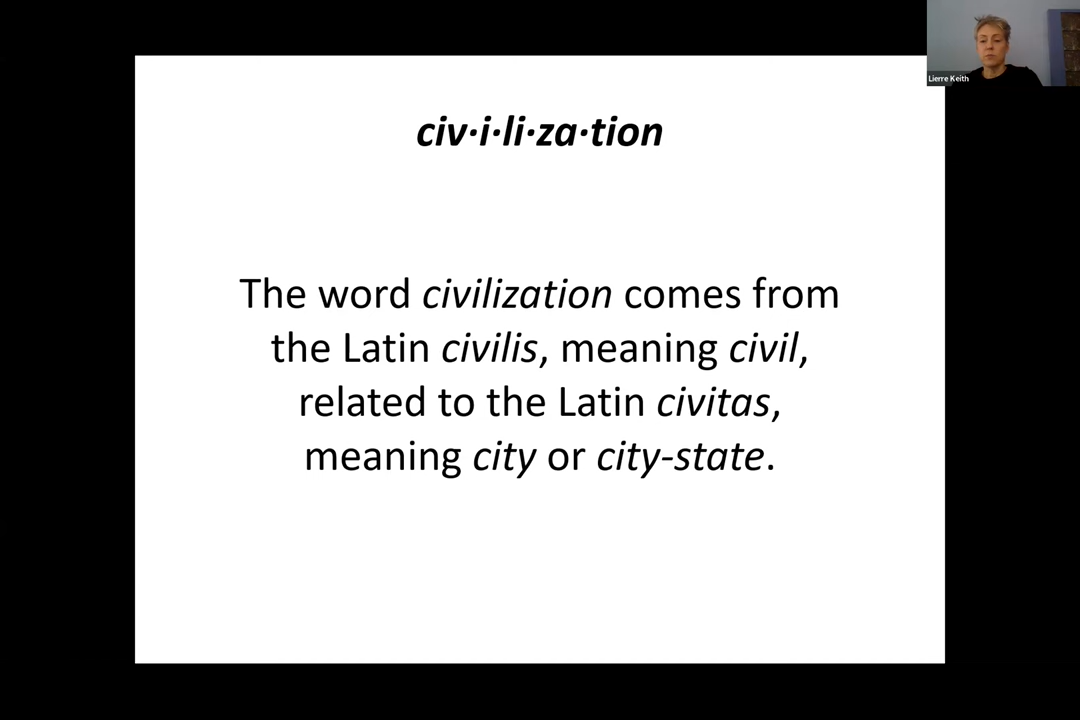 Lierre Keith
civ·i·li·za·tion
The word civilization comes from
the Latin civilis, meaning civil,
related to the Latin civitas,
meaning city or city-state.